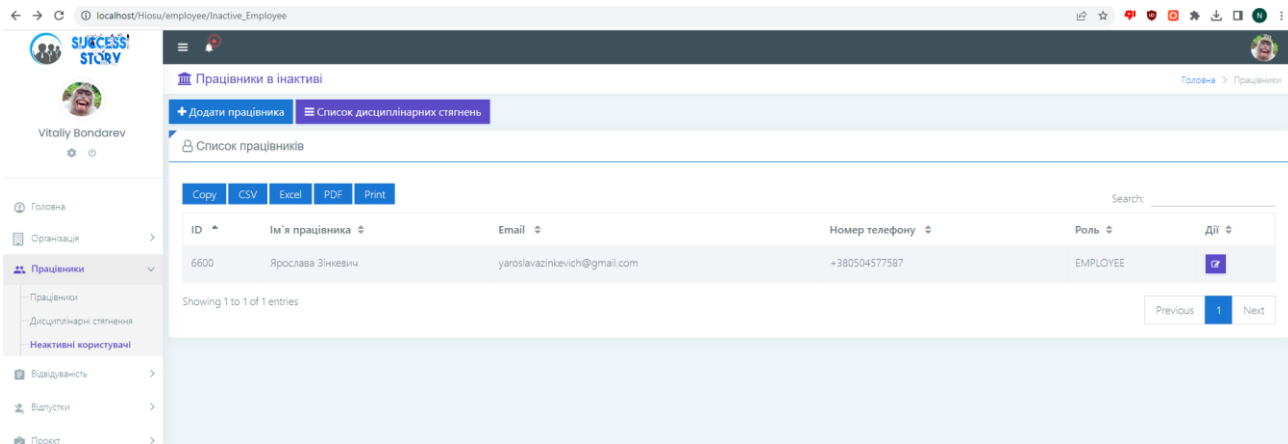 localhost/Hiosu/employee/Inactive_Employee
N
SUCCESS
STORY
Працівники в інактиві
Головна > Працівники
Vitaliy Bondarev
Додати працівника
Список дисциплінарних стягнень
Список працівників
Copy CSV Excel PDF Print
Search:
ID Ім`я працівника Email Номер телефону Роль Дії
6600 Ярослава Зінкевич yaroslavazinkevich@gmail.com +380504577587 EMPLOYEE
Showing 1 to 1 of 1 entries
Previous 1 Next
Головна
Організація
Працівники
Працівники
Дисциплінарні стягнення
Неактивні користувачі
Відвідуваність
Відпустки
Проєкт